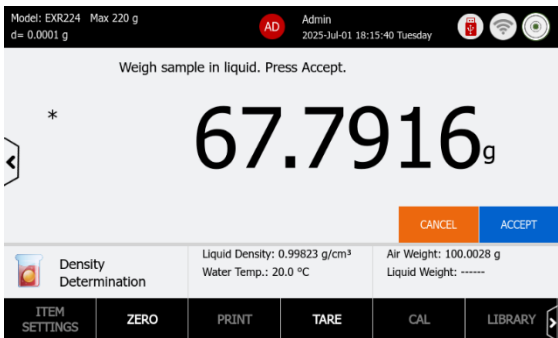 Model: EXR224 Max 220 g
d= 0.0001 g
AD
Admin
2025-Jul-01 18:15:40 Tuesday
Weigh sample in liquid. Press Accept.
*
67.7916 g
CANCEL
ACCEPT
Density
Determination
Liquid Density: 0.99823 g/cm³
Water Temp.: 20.0 °C
Air Weight: 100.0028 g
Liquid Weight: ------
ITEM
SETTINGS
ZERO
PRINT
TARE
CAL
LIBRARY